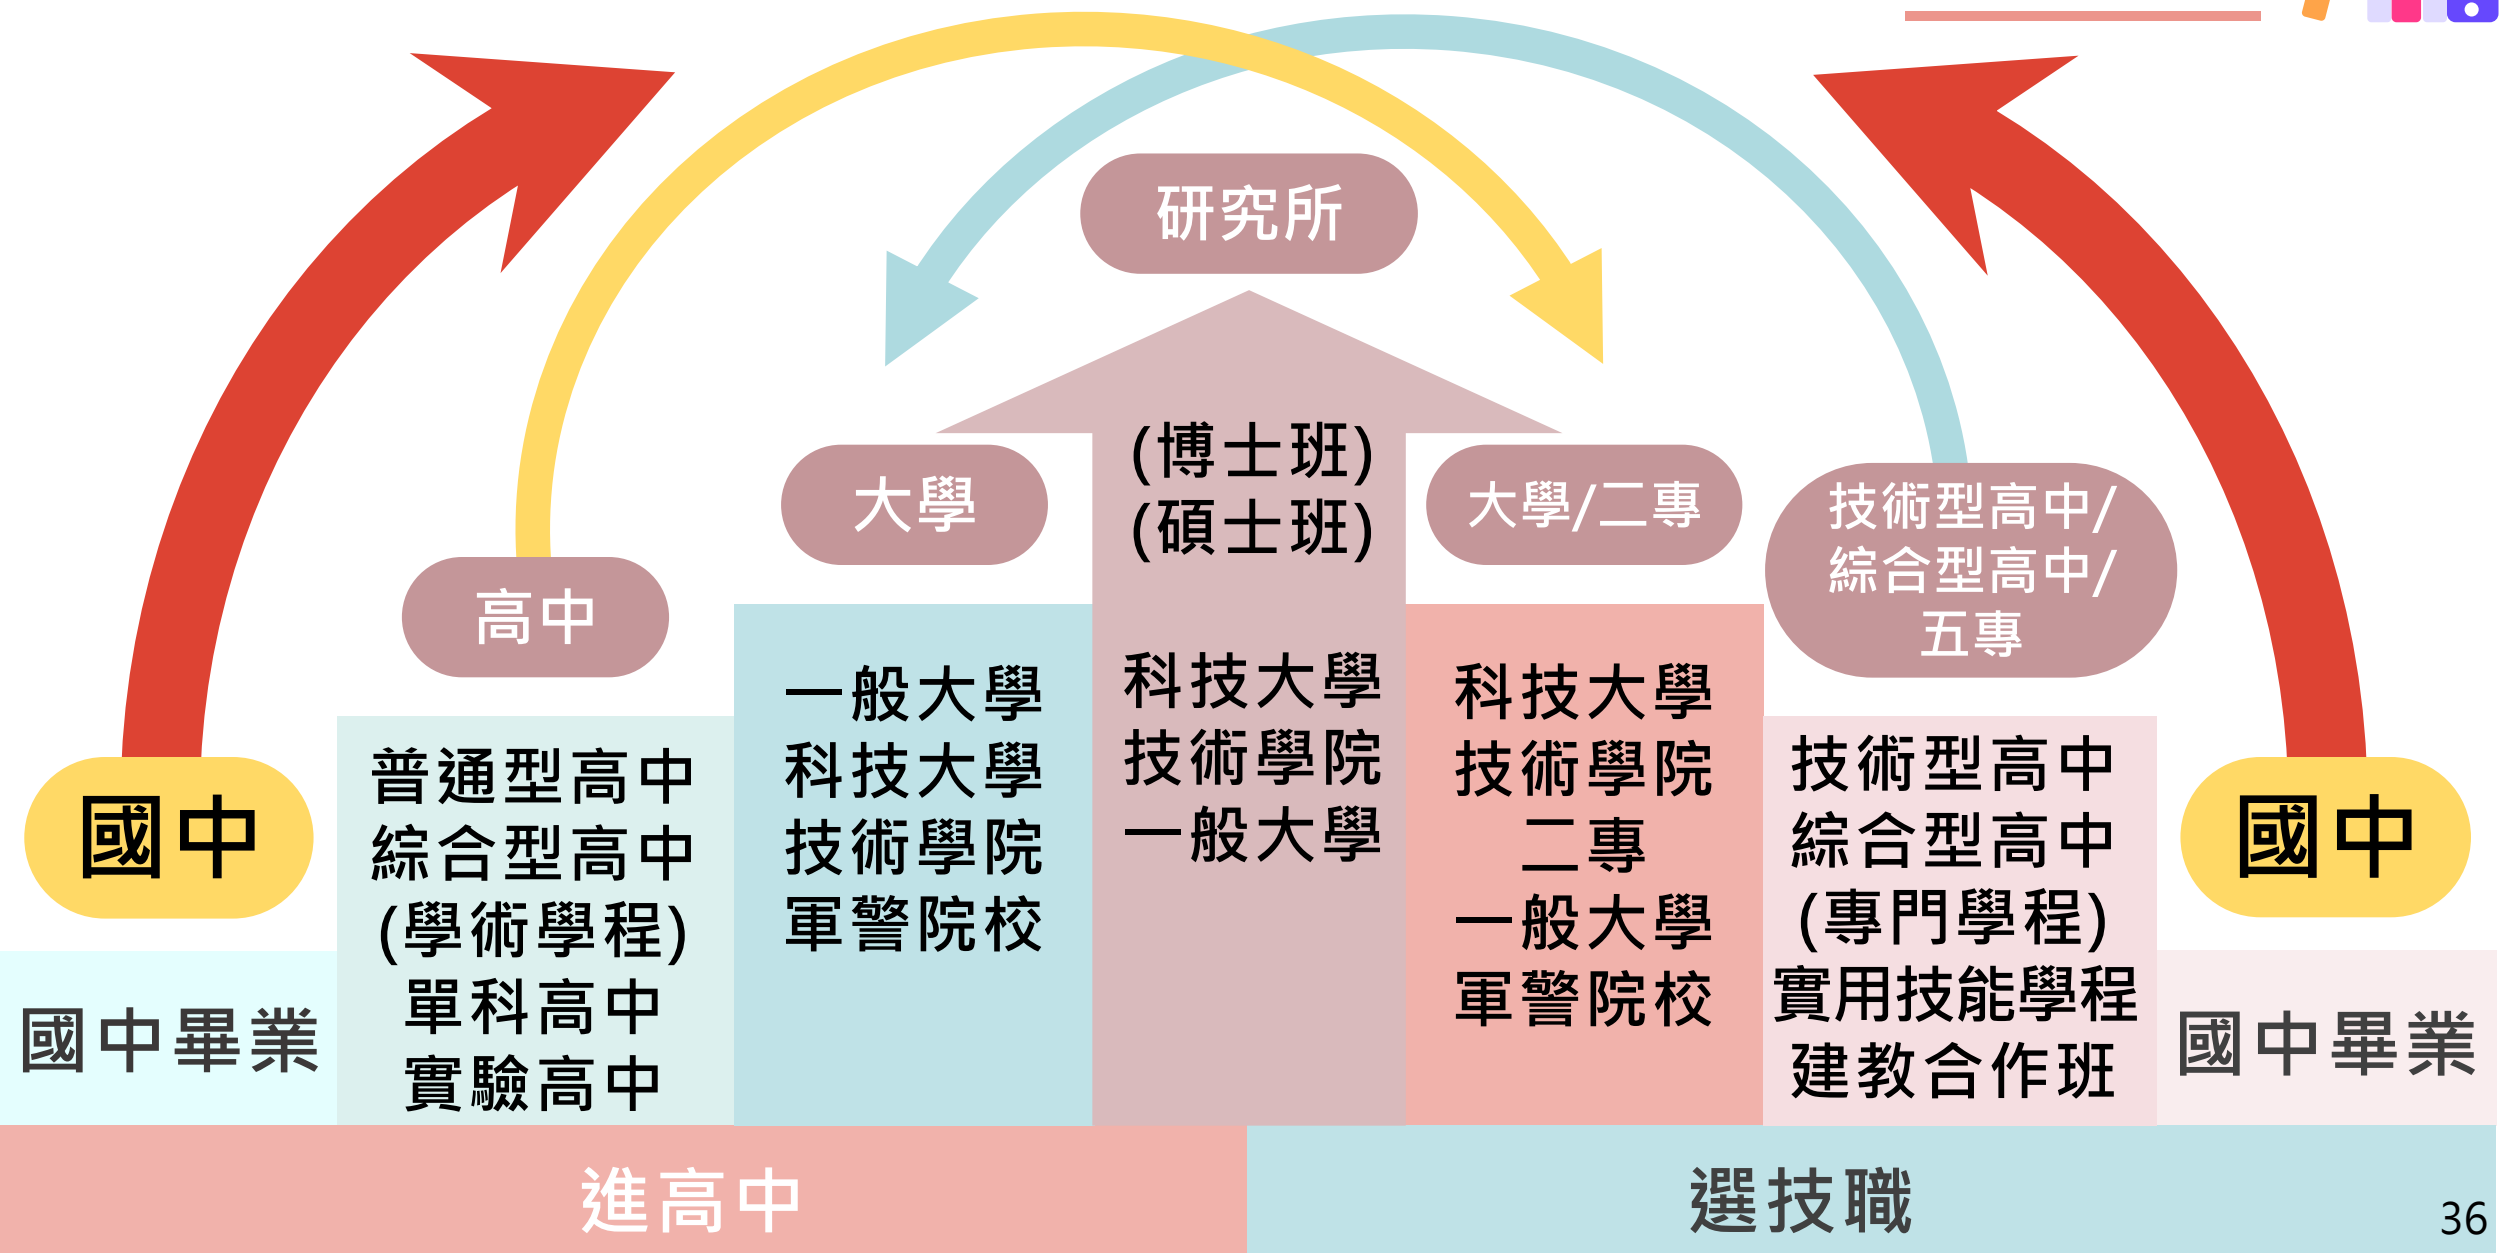 研究所
(博士班)
(碩士班)
大學
大學/二專
高中
技術型高中/
綜合型高中/
五專
一般大學
科技大學
技術學院
軍警院校
科技大學
技術學院
一般大學
科技大學
技術學院
二專
一般大學
軍警院校
國中
普通型高中
綜合型高中
(學術學程)
單科高中
實驗高中
技術型高中
綜合型高中
(專門學程)
實用技能學程
建教合作班
國中
國中畢業
國中畢業
進高中
選技職
36